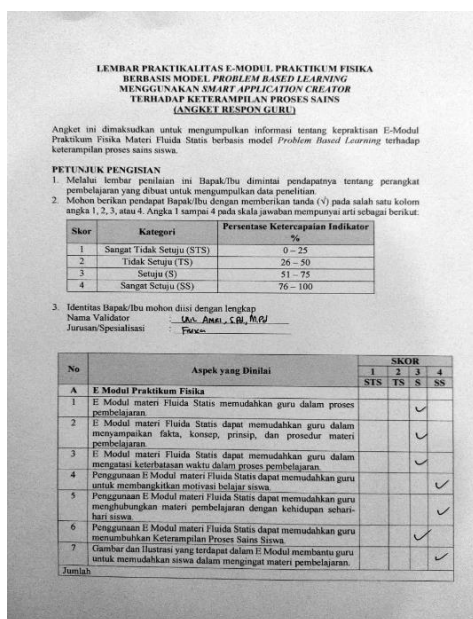 LEMBAR PRAKTIKALITAS E-MODUL PRAKTIKUM FISIKA
BERBASIS MODEL PROBLEM BASED LEARNING
MENGGUNAKAN SMART APPLICATION CREATOR
TERHADAP KETERAMPILAN PROSES SAINS
(ANGKET RESPON GURU)
Angket ini dimaksudkan untuk mengumpulkan informasi tentang kepraktisan E-Modul
Praktikum Fisika Materi Fluida Statis berbasis model Problem Based Learning terhadap
keterampilan proses sains siswa.
PETUNJUK PENGISIAN
1. Melalui lembar penilaian ini Bapak/Ibu dimintai pendapatnya tentang perangkat
pembelajaran yang dibuat untuk mengumpulkan data penelitian.
2. Mohon berikan pendapat Bapak/Ibu dengan memberikan tanda (√) pada salah satu kolom
angka 1, 2, 3, atau 4. Angka 1 sampai 4 pada skala jawaban mempunyai arti sebagai berikut:
Skor Kategori Persentase Ketercapaian Indikator
%
1 Sangat Tidak Setuju (STS) 0 – 25
2 Tidak Setuju (TS) 26 – 50
3 Setuju (S) 51 – 75
4 Sangat Setuju (SS) 76 – 100
3. Identitas Bapak/Ibu mohon diisi dengan lengkap
Nama Validator : Amri, S.Pd, M.Pd
Jurusan/Spesialisasi : Fisika
No Aspek yang Dinilai SKOR
1 2 3 4
STS TS S SS
A E Modul Praktikum Fisika
1 E Modul materi Fluida Statis memudahkan guru dalam proses
pembelajaran. ✓
2 E Modul materi Fluida Statis dapat memudahkan guru dalam
menyampaikan fakta, konsep, prinsip, dan prosedur materi
pembelajaran. ✓
3 E Modul materi Fluida Statis dapat memudahkan guru dalam
mengatasi keterbatasan waktu dalam proses pembelajaran. ✓
4 Penggunaan E Modul materi Fluida Statis dapat memudahkan guru
untuk membangkitkan motivasi belajar siswa. ✓
5 Penggunaan E Modul materi Fluida Statis dapat memudahkan guru
menghubungkan materi pembelajaran dengan kehidupan sehari-
hari siswa. ✓
6 Penggunaan E Modul materi Fluida Statis dapat memudahkan guru
menumbuhkan Keterampilan Proses Sains Siswa. ✓
7 Gambar dan Ilustrasi yang terdapat dalam E Modul membantu guru
untuk memudahkan siswa dalam mengingat materi pembelajaran. ✓
Jumlah